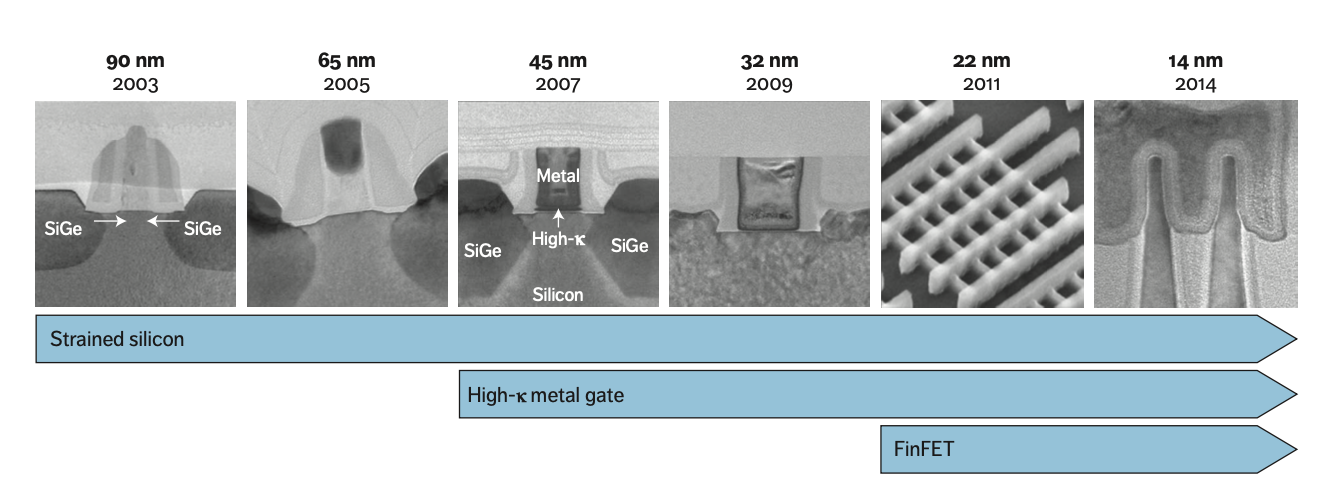 90 nm
2003
65 nm
2005
45 nm
2007
32 nm
2009
22 nm
2011
14 nm
2014
SiGe
SiGe
Metal
High-κ
SiGe
SiGe
Silicon
Strained silicon
High-κ metal gate
FinFET